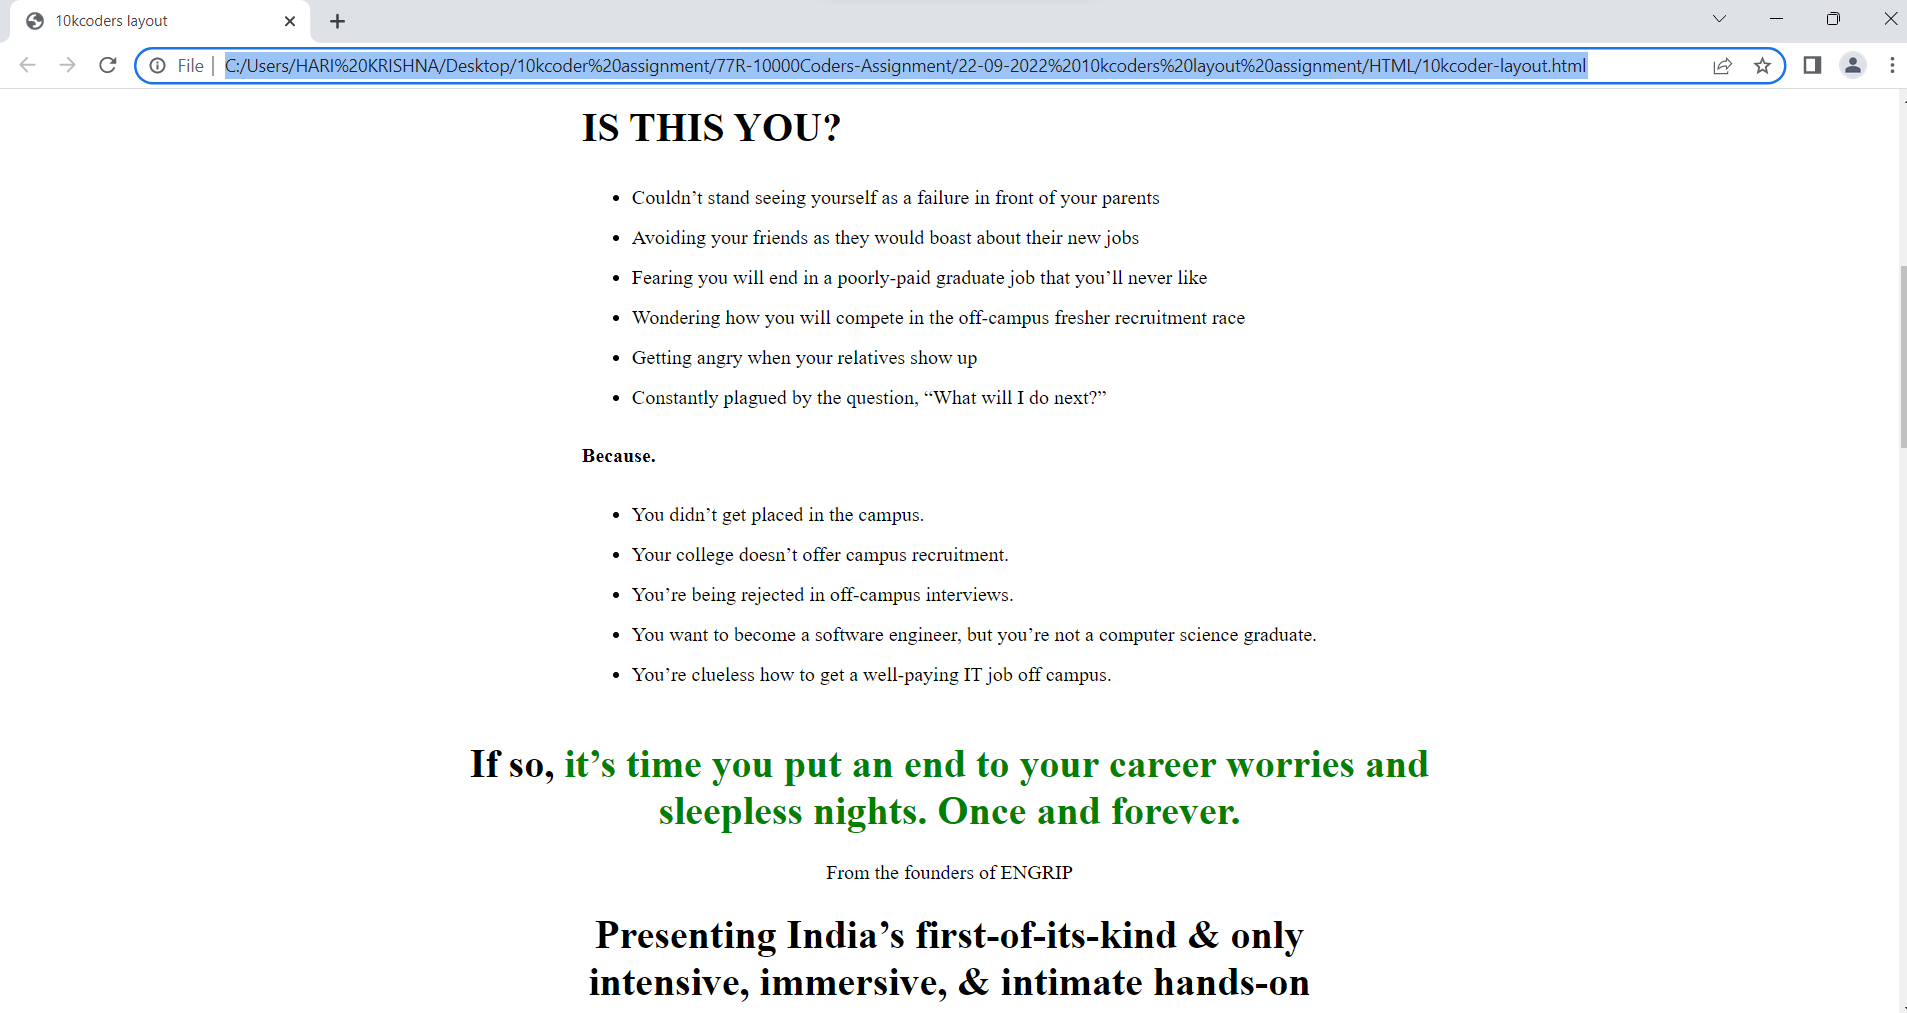 10kcoders layout
File | C:/Users/HARI%20KRISHNA/Desktop/10kcoder%20assignment/77R-10000Coders-Assignment/22-09-2022%2010kcoders%20layout%20assignment/HTML/10kcoder-layout.html
IS THIS YOU?
• Couldn’t stand seeing yourself as a failure in front of your parents
• Avoiding your friends as they would boast about their new jobs
• Fearing you will end in a poorly-paid graduate job that you’ll never like
• Wondering how you will compete in the off-campus fresher recruitment race
• Getting angry when your relatives show up
• Constantly plagued by the question, “What will I do next?”
Because.
• You didn’t get placed in the campus.
• Your college doesn’t offer campus recruitment.
• You’re being rejected in off-campus interviews.
• You want to become a software engineer, but you’re not a computer science graduate.
• You’re clueless how to get a well-paying IT job off campus.
If so, it’s time you put an end to your career worries and
sleepless nights. Once and forever.
From the founders of ENGRIP
Presenting India’s first-of-its-kind & only
intensive, immersive, & intimate hands-on